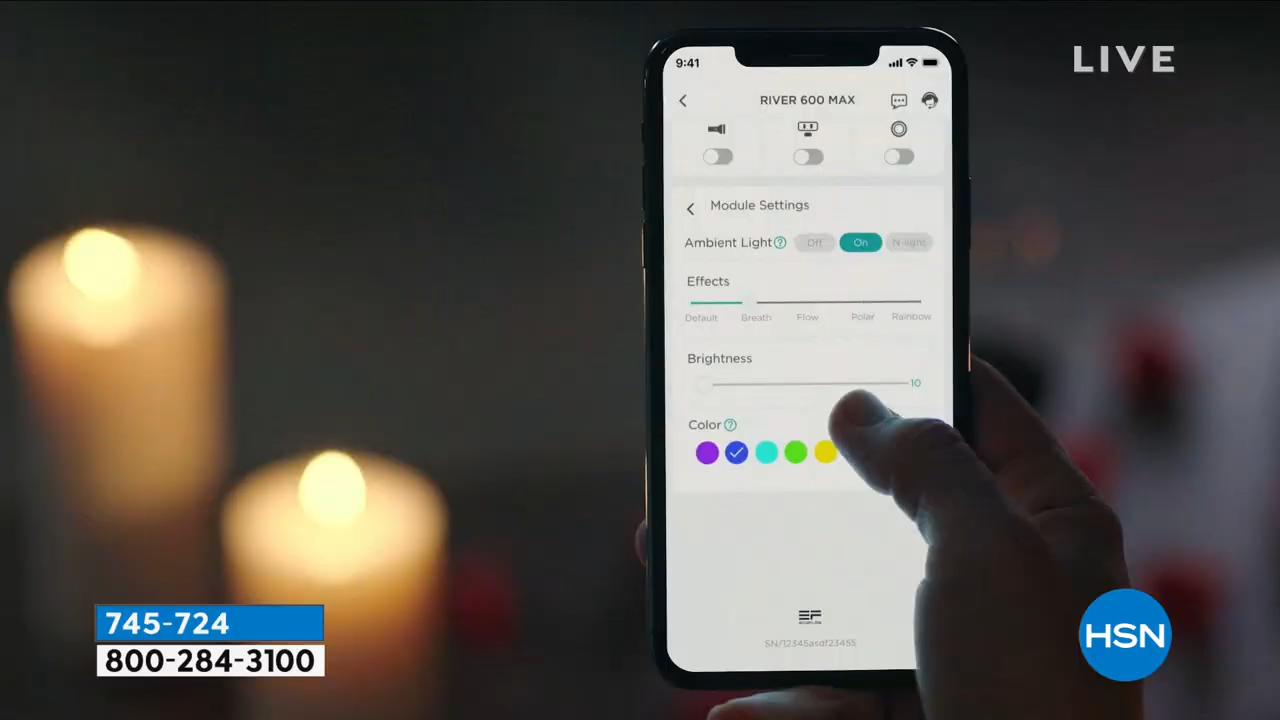 LIVE
9:41
RIVER 600 MAX
Module Settings
Ambient Light ?
Off
On
N-light
Effects
Default
Breath
Flow
Polar
Rainbow
Brightness
10
Color ?
EF
SN/12345asdf23455
745-724
800-284-3100
HSN